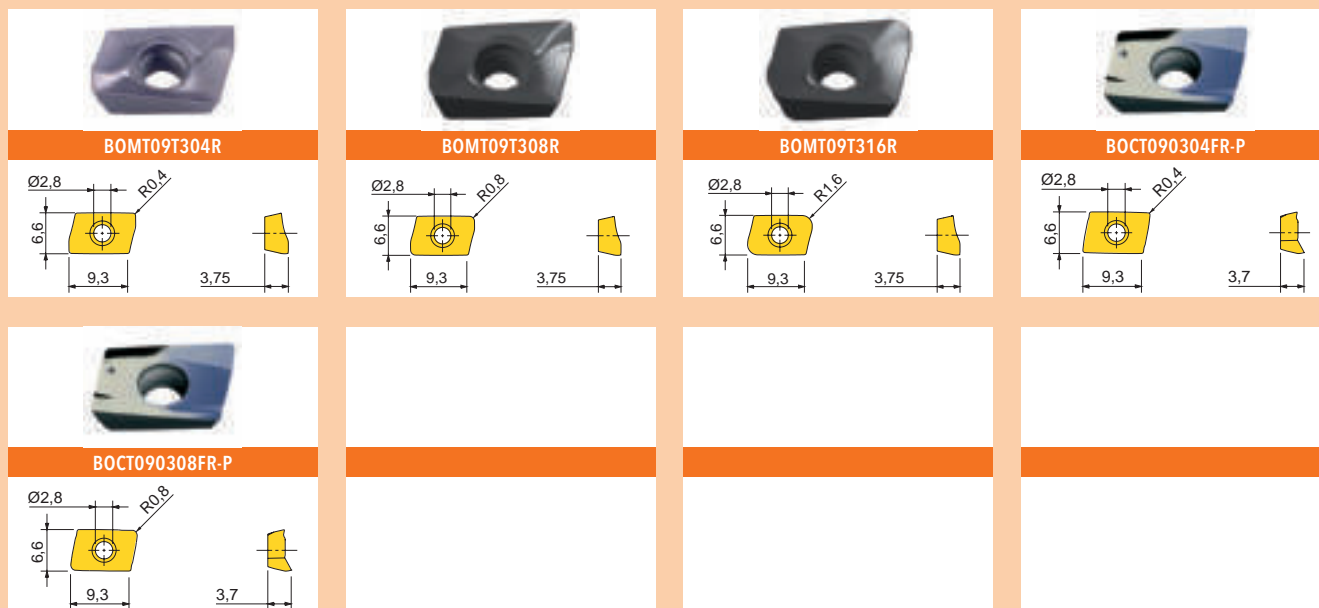 BOMT09T304R
Ø2,8
R0,4
6,6
9,3
3,75
BOMT09T308R
Ø2,8
R0,8
6,6
9,3
3,75
BOMT09T316R
Ø2,8
R1,6
6,6
9,3
3,75
BOCT090304FR-P
Ø2,8
R0,4
6,6
9,3
3,7
BOCT090308FR-P
Ø2,8
R0,8
6,6
9,3
3,7